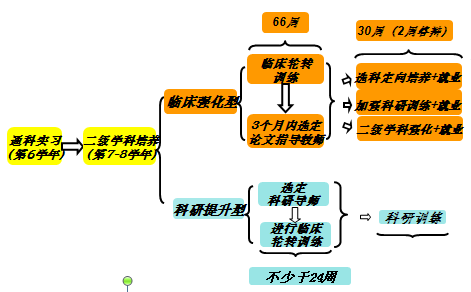 66周
30周（2周答辩）
临床轮转
训练
选科定向培养+就业
临床强化型
加强科研训练+就业
3个月内选定
论文指导教师
二级学科强化+就业
通科实习
(第6学年)
二级学科培养
(第7-8学年)
选定
科研导师
科研提升型
科研训练
进行临床
轮转训练
不少于24周